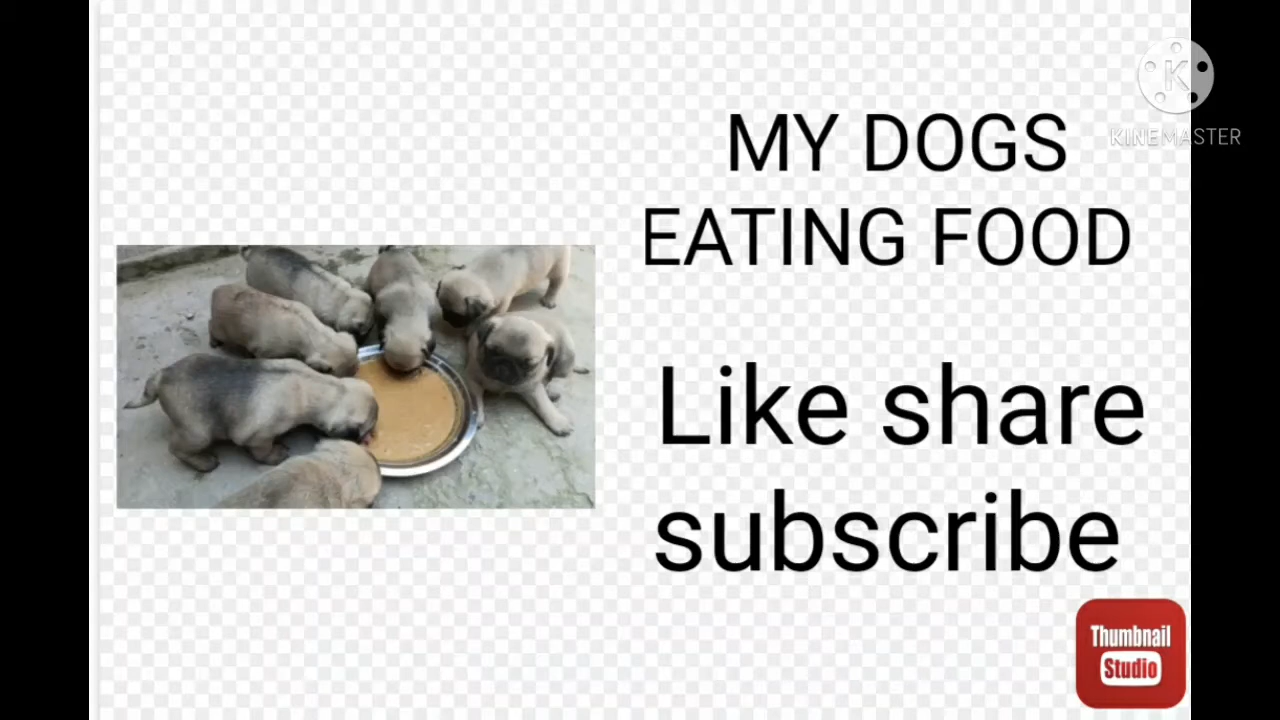 MY DOGS
EATING FOOD
Like share
subscribe
K
KINEMASTER
Thumbnail
Studio